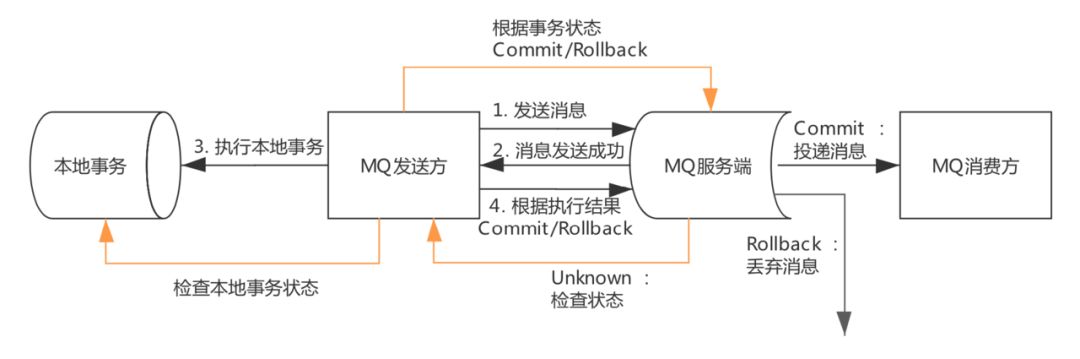 根据事务状态
Commit/Rollback
1. 发送消息
Commit :
投递消息
3. 执行本地事务
2. 消息发送成功
本地事务
MQ发送方
MQ服务端
MQ消费方
4. 根据执行结果
Commit/Rollback
Rollback :
丢弃消息
Unknown :
检查状态
检查本地事务状态